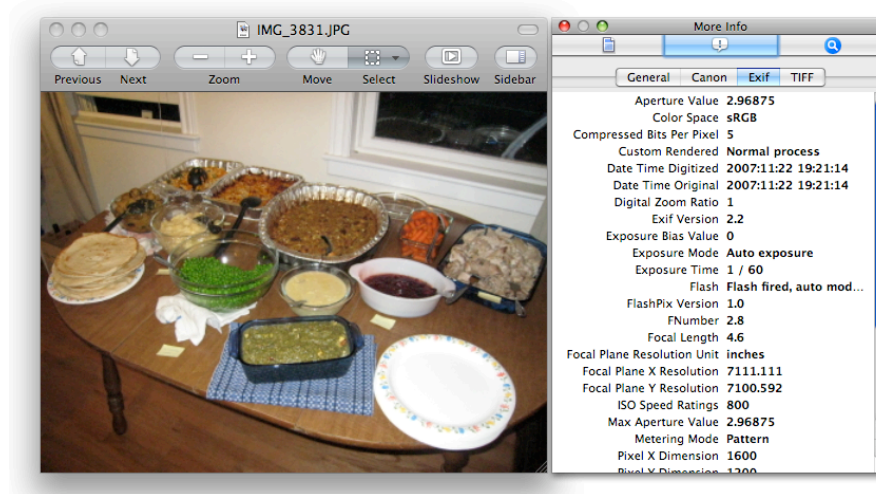 IMG_3831.JPG
Previous Next Zoom Move Select Slideshow Sidebar
More Info
General Canon Exif TIFF
Aperture Value 2.96875
Color Space sRGB
Compressed Bits Per Pixel 5
Custom Rendered Normal process
Date Time Digitized 2007:11:22 19:21:14
Date Time Original 2007:11:22 19:21:14
Digital Zoom Ratio 1
Exif Version 2.2
Exposure Bias Value 0
Exposure Mode Auto exposure
Exposure Time 1 / 60
Flash Flash fired, auto mod...
FlashPix Version 1.0
FNumber 2.8
Focal Length 4.6
Focal Plane Resolution Unit inches
Focal Plane X Resolution 7111.111
Focal Plane Y Resolution 7100.592
ISO Speed Ratings 800
Max Aperture Value 2.96875
Metering Mode Pattern
Pixel X Dimension 1600
Pixel Y Dimension 1200